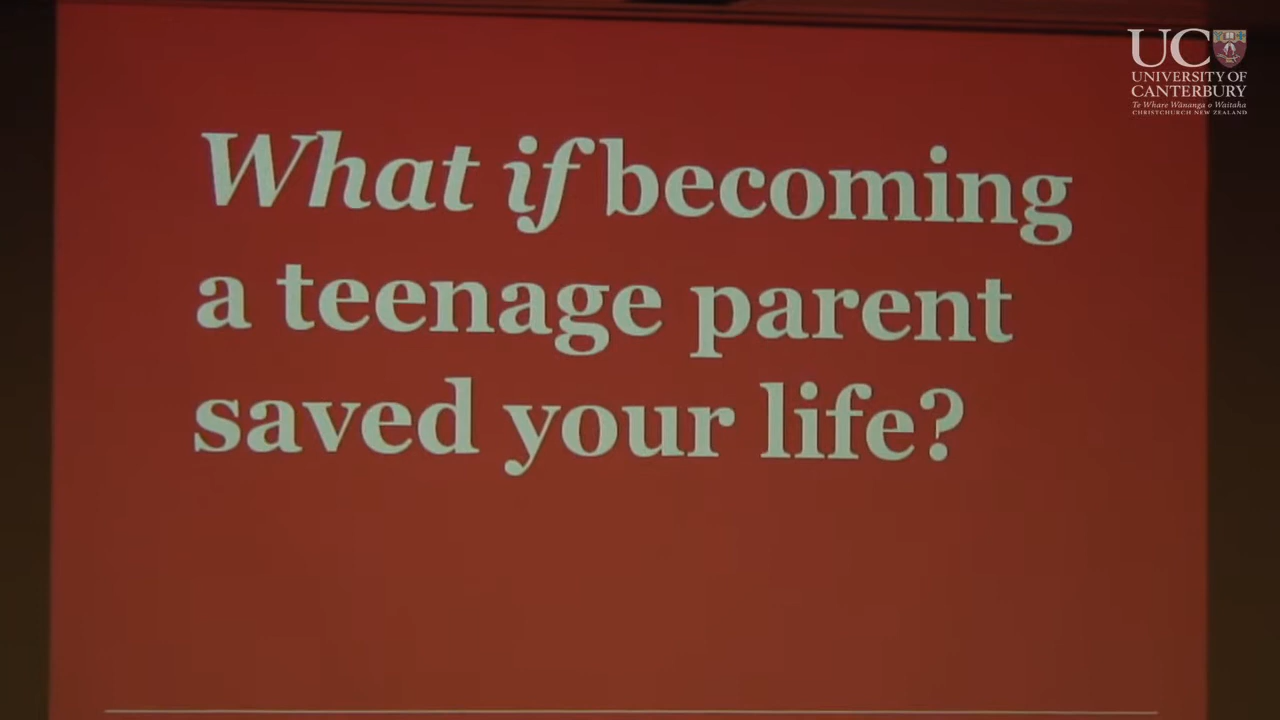 UC
UNIVERSITY OF
CANTERBURY
Te Whare Wānanga o Waitaha
CHRISTCHURCH NEW ZEALAND
What if becoming
a teenage parent
saved your life?